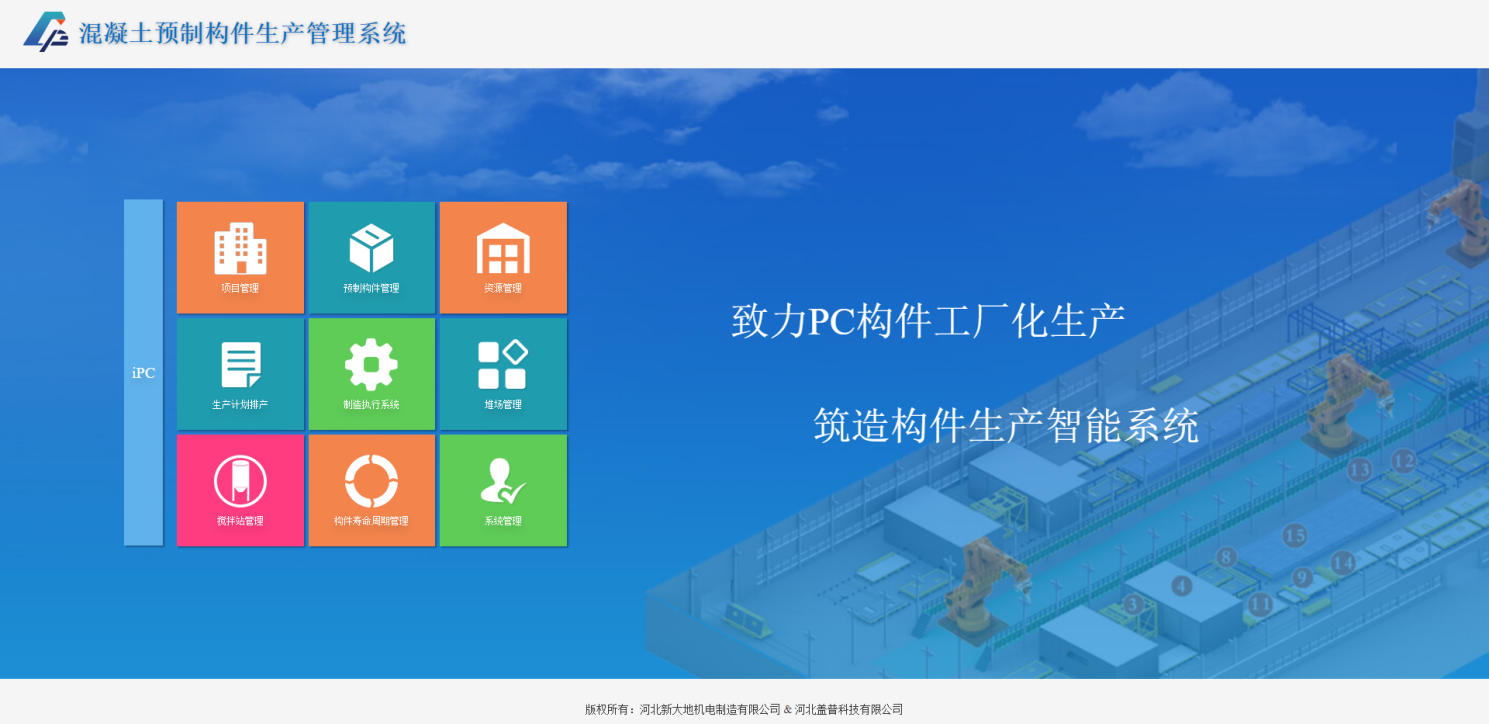 混凝土预制构件生产管理系统
iPC
项目管理
预制构件管理
资源管理
生产计划排产
制造执行系统
堆场管理
搅拌站管理
构件寿命周期管理
系统管理
致力PC构件工厂化生产
筑造构件生产智能系统
12
13
15
8
14
9
4
3
11
版权所有：河北新大地机电制造有限公司 & 河北盖普科技有限公司